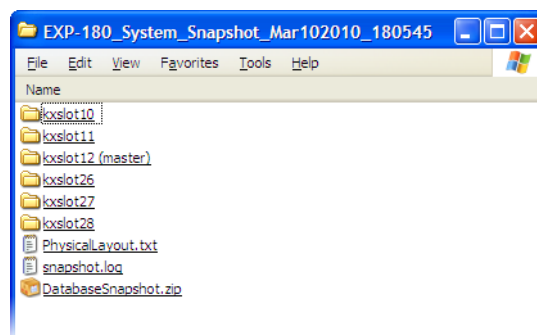 EXP-180_System_Snapshot_Mar102010_180545
File Edit View Favorites Tools Help
Name
kxslot10
kxslot11
kxslot12 (master)
kxslot26
kxslot27
kxslot28
PhysicalLayout.txt
snapshot.log
DatabaseSnapshot.zip